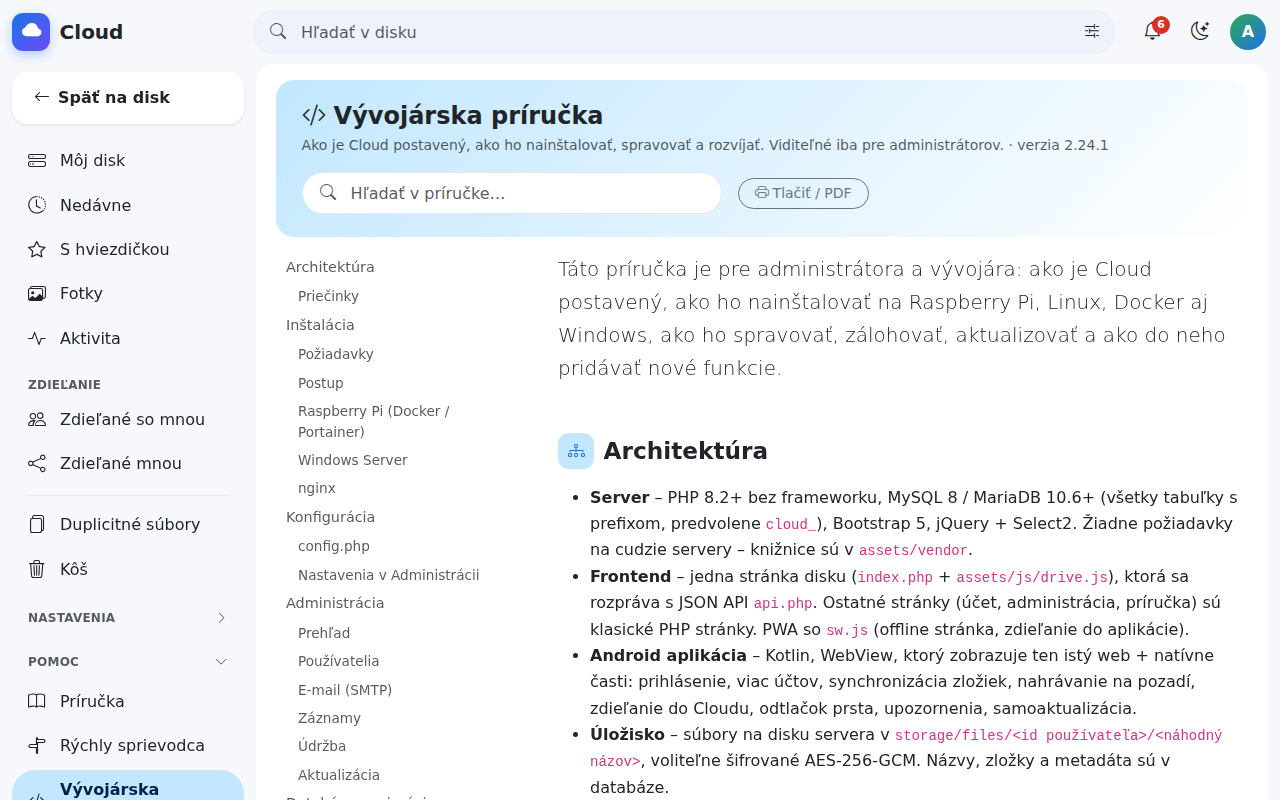 Cloud
Hľadať v disku
6
A
Späť na disk
Môj disk
Nedávne
S hviezdičkou
Fotky
Aktivita
ZDIEĽANIE
Zdieľané so mnou
Zdieľané mnou
Duplicitné súbory
Kôš
NASTAVENIA
POMOC
Príručka
Rýchly sprievodca
Vývojárska
Vývojárska príručka
Ako je Cloud postavený, ako ho nainštalovať, spravovať a rozvíjať. Viditeľné iba pre administrátorov. · verzia 2.24.1
Hľadať v príručke…
Tlačiť / PDF
Architektúra
Priečinky
Inštalácia
Požiadavky
Postup
Raspberry Pi (Docker /
Portainer)
Windows Server
nginx
Konfigurácia
config.php
Nastavenia v Administrácii
Administrácia
Prehľad
Používatelia
E-mail (SMTP)
Záznamy
Údržba
Aktualizácia
Táto príručka je pre administrátora a vývojára: ako je Cloud
postavený, ako ho nainštalovať na Raspberry Pi, Linux, Docker aj
Windows, ako ho spravovať, zálohovať, aktualizovať a ako do neho
pridávať nové funkcie.
Architektúra
• Server – PHP 8.2+ bez frameworku, MySQL 8 / MariaDB 10.6+ (všetky tabuľky s
prefixom, predvolene cloud_), Bootstrap 5, jQuery + Select2. Žiadne požiadavky
na cudzie servery – knižnice sú v assets/vendor.
• Frontend – jedna stránka disku (index.php + assets/js/drive.js), ktorá sa
rozpráva s JSON API api.php. Ostatné stránky (účet, administrácia, príručka) sú
klasické PHP stránky. PWA so sw.js (offline stránka, zdieľanie do aplikácie).
• Android aplikácia – Kotlin, WebView, ktorý zobrazuje ten istý web + natívne
časti: prihlásenie, viac účtov, synchronizácia zložiek, nahrávanie na pozadí,
zdieľanie do Cloudu, odtlačok prsta, upozornenia, samoaktualizácia.
• Úložisko – súbory na disku servera v storage/files/<id používateľa>/<náhodný
názov>, voliteľne šifrované AES-256-GCM. Názvy, zložky a metadáta sú v
databáze.